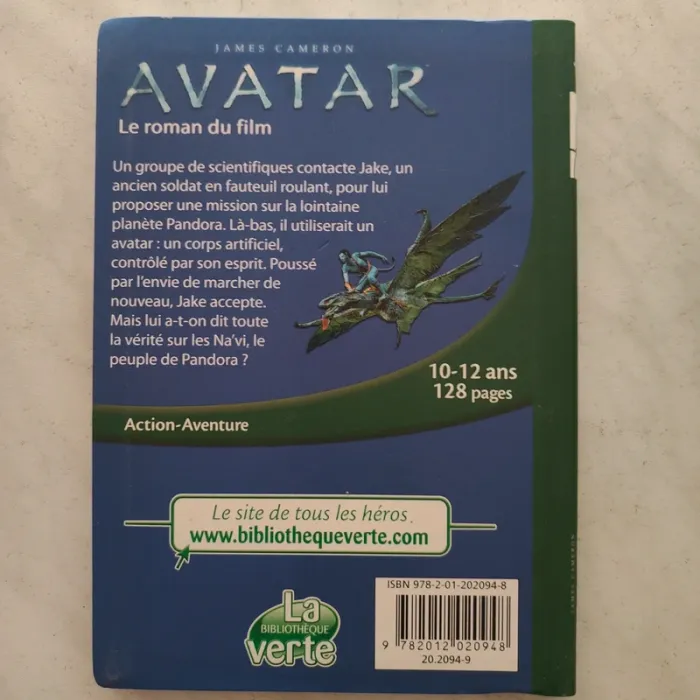 JAMES CAMERON
AVATAR
Le roman du film
Un groupe de scientifiques contacte Jake, un
ancien soldat en fauteuil roulant, pour lui
proposer une mission sur la lointaine
planète Pandora. Là-bas, il utiliserait un
avatar : un corps artificiel,
contrôlé par son esprit. Poussé
par l'envie de marcher de
nouveau, Jake accepte.
Mais lui a-t-on dit toute
la vérité sur les Na'vi, le
peuple de Pandora ?
10-12 ans
128 pages
Action-Aventure
Le site de tous les héros
www.bibliothequeverte.com
La
BIBLIOTHÈQUE
verte
ISBN 978-2-01-202094-8
9 782012 020948
20.2094-9
JAMES CAMERON